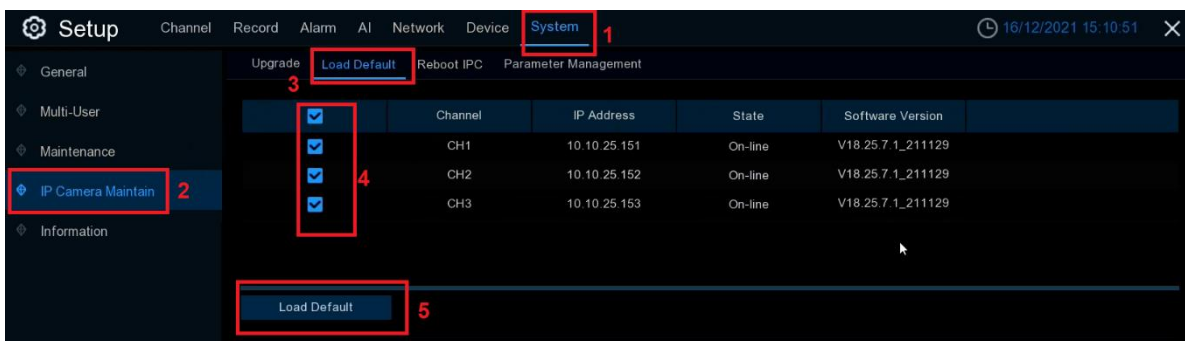 Setup Channel Record Alarm AI Network Device System 1 16/12/2021 15:10:51
General Upgrade Load Default Reboot IPC Parameter Management
3
Multi-User Channel IP Address State Software Version
Maintenance CH1 10.10.25.151 On-line V18.25.7.1_211129
4 CH2 10.10.25.152 On-line V18.25.7.1_211129
IP Camera Maintain 2 CH3 10.10.25.153 On-line V18.25.7.1_211129
Information
Load Default 5